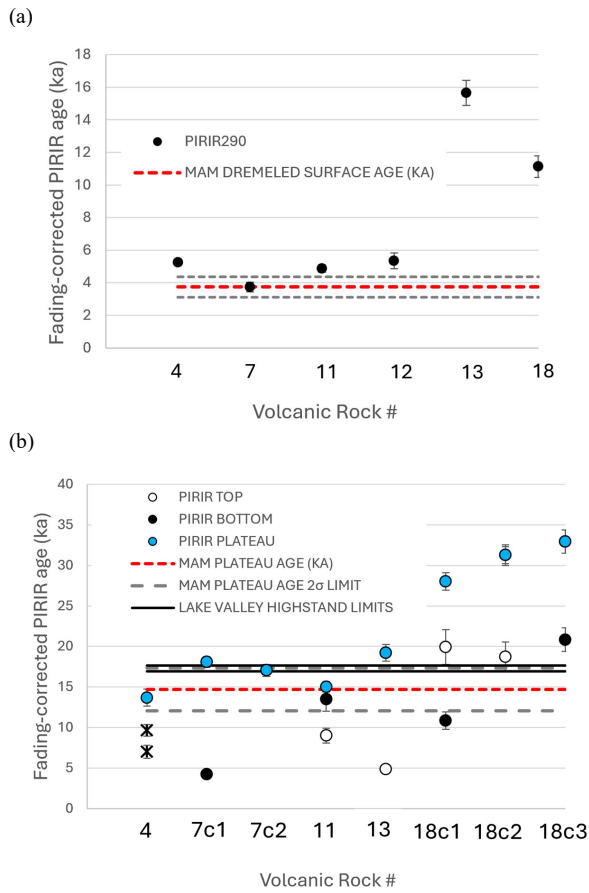 (a)
18
16
14
12
10
8
6
4
2
0
Fading-corrected PIRIR age (ka)
PIRIR290
MAM DREMELED SURFACE AGE (KA)
4 7 11 12 13 18
Volcanic Rock #
(b)
40
35
30
25
20
15
10
5
0
Fading-corrected PIRIR age (ka)
PIRIR TOP
PIRIR BOTTOM
PIRIR PLATEAU
MAM PLATEAU AGE (KA)
MAM PLATEAU AGE 2σ LIMIT
LAKE VALLEY HIGHSTAND LIMITS
4 7c1 7c2 11 13 18c1 18c2 18c3
Volcanic Rock #